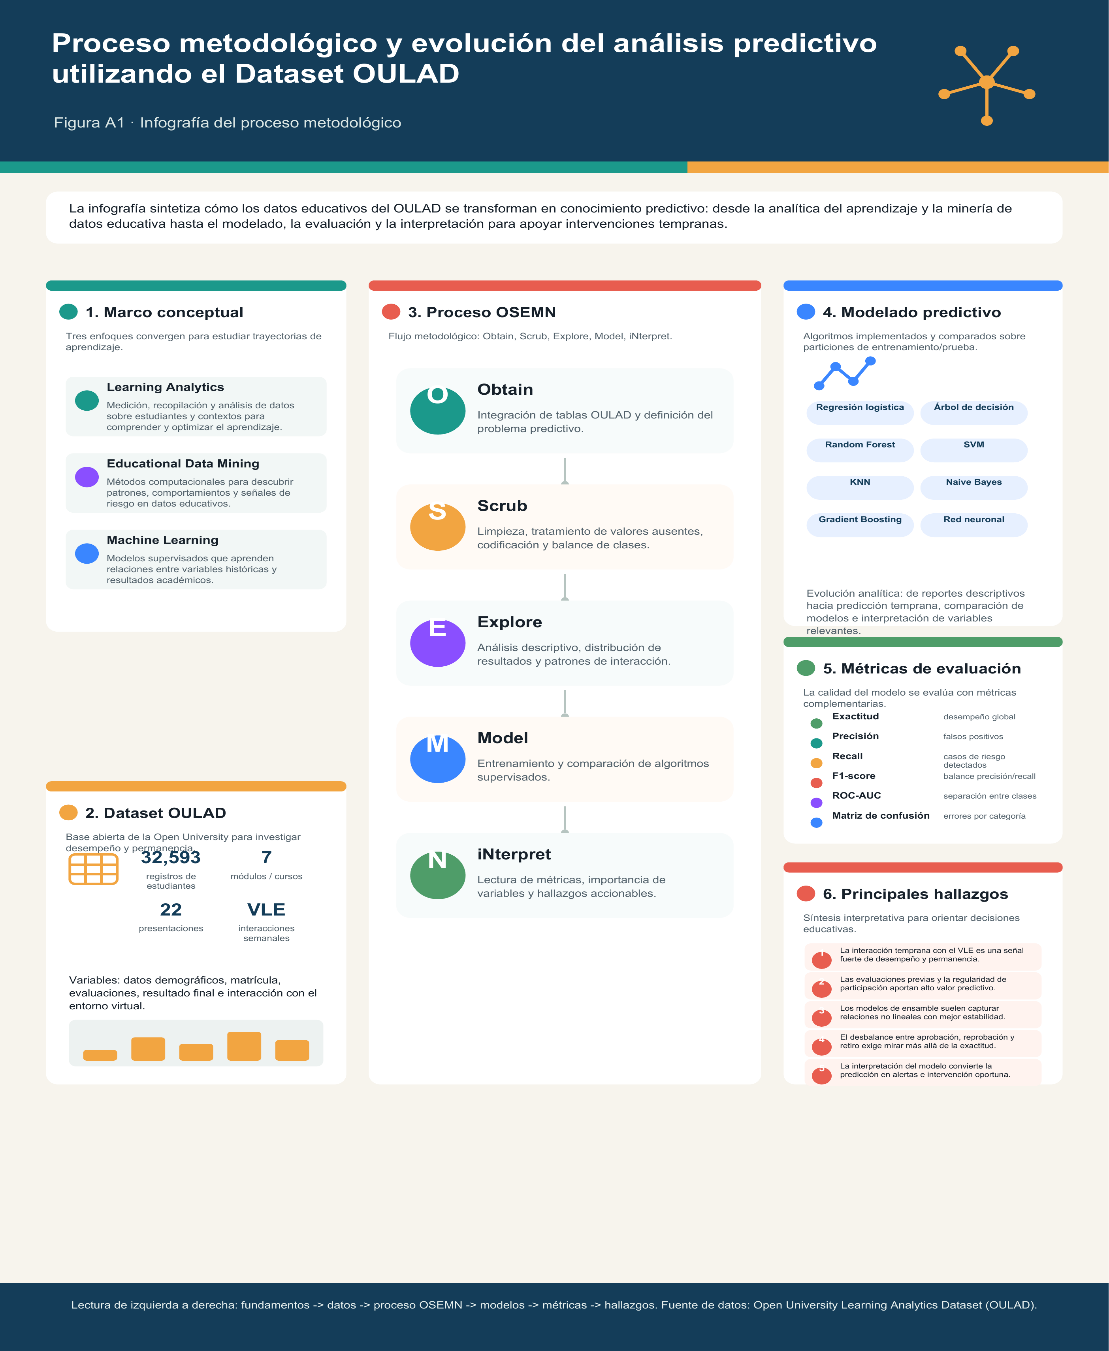 Proceso metodológico y evolución del análisis predictivo
utilizando el Dataset OULAD
Figura A1 · Infografía del proceso metodológico
La infografía sintetiza cómo los datos educativos del OULAD se transforman en conocimiento predictivo: desde la analítica del aprendizaje y la minería de
datos educativa hasta el modelado, la evaluación y la interpretación para apoyar intervenciones tempranas.
1. Marco conceptual
Tres enfoques convergen para estudiar trayectorias de
aprendizaje.
Learning Analytics
Medición, recopilación y análisis de datos
sobre estudiantes y contextos para
comprender y optimizar el aprendizaje.
Educational Data Mining
Métodos computacionales para descubrir
patrones, comportamientos y señales de
riesgo en datos educativos.
Machine Learning
Modelos supervisados que aprenden
relaciones entre variables históricas y
resultados académicos.
2. Dataset OULAD
Base abierta de la Open University para investigar
desempeño y permanencia.
32,593
registros de
estudiantes
7
módulos / cursos
22
presentaciones
VLE
interacciones
semanales
Variables: datos demográficos, matrícula,
evaluaciones, resultado final e interacción con el
entorno virtual.
3. Proceso OSEMN
Flujo metodológico: Obtain, Scrub, Explore, Model, iNterpret.
O
Obtain
Integración de tablas OULAD y definición del
problema predictivo.
S
Scrub
Limpieza, tratamiento de valores ausentes,
codificación y balance de clases.
E
Explore
Análisis descriptivo, distribución de
resultados y patrones de interacción.
M
Model
Entrenamiento y comparación de algoritmos
supervisados.
N
iNterpret
Lectura de métricas, importancia de
variables y hallazgos accionables.
4. Modelado predictivo
Algoritmos implementados y comparados sobre
particiones de entrenamiento/prueba.
Regresión logística
Árbol de decisión
Random Forest
SVM
KNN
Naive Bayes
Gradient Boosting
Red neuronal
Evolución analítica: de reportes descriptivos
hacia predicción temprana, comparación de
modelos e interpretación de variables
relevantes.
5. Métricas de evaluación
La calidad del modelo se evalúa con métricas
complementarias.
Exactitud
desempeño global
Precisión
falsos positivos
Recall
casos de riesgo
detectados
F1-score
balance precisión/recall
ROC-AUC
separación entre clases
Matriz de confusión
errores por categoría
6. Principales hallazgos
Síntesis interpretativa para orientar decisiones
educativas.
1
La interacción temprana con el VLE es una señal
fuerte de desempeño y permanencia.
2
Las evaluaciones previas y la regularidad de
participación aportan alto valor predictivo.
3
Los modelos de ensamble suelen capturar
relaciones no lineales con mejor estabilidad.
4
El desbalance entre aprobación, reprobación y
retiro exige mirar más allá de la exactitud.
5
La interpretación del modelo convierte la
predicción en alertas e intervención oportuna.
Lectura de izquierda a derecha: fundamentos -> datos -> proceso OSEMN -> modelos -> métricas -> hallazgos. Fuente de datos: Open University Learning Analytics Dataset (OULAD).